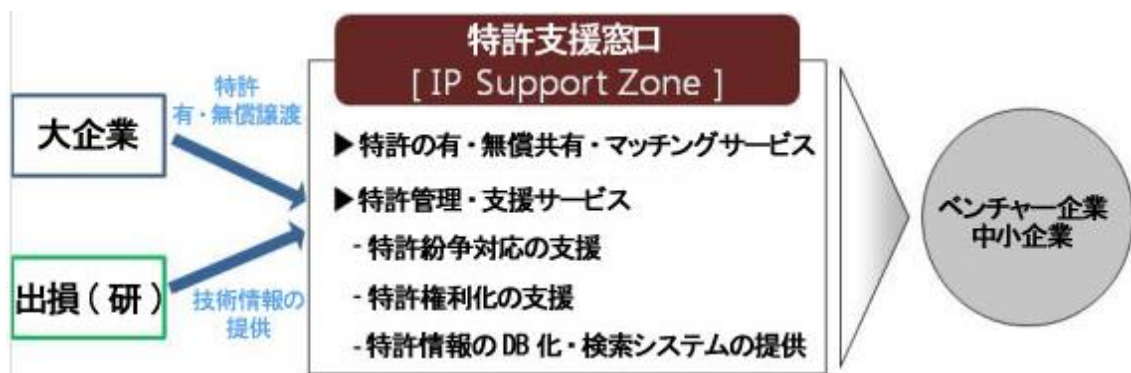 特許支援窓口
[ IP Support Zone ]
特許
有・無償譲渡
大企業
出損 ( 研 )
技術情報の
提供
▶特許の有・無償共有・マッチングサービス
▶特許管理・支援サービス
- 特許紛争対応の支援
- 特許権利化の支援
- 特許情報の DB 化・検索システムの提供
ベンチャー企業
中小企業